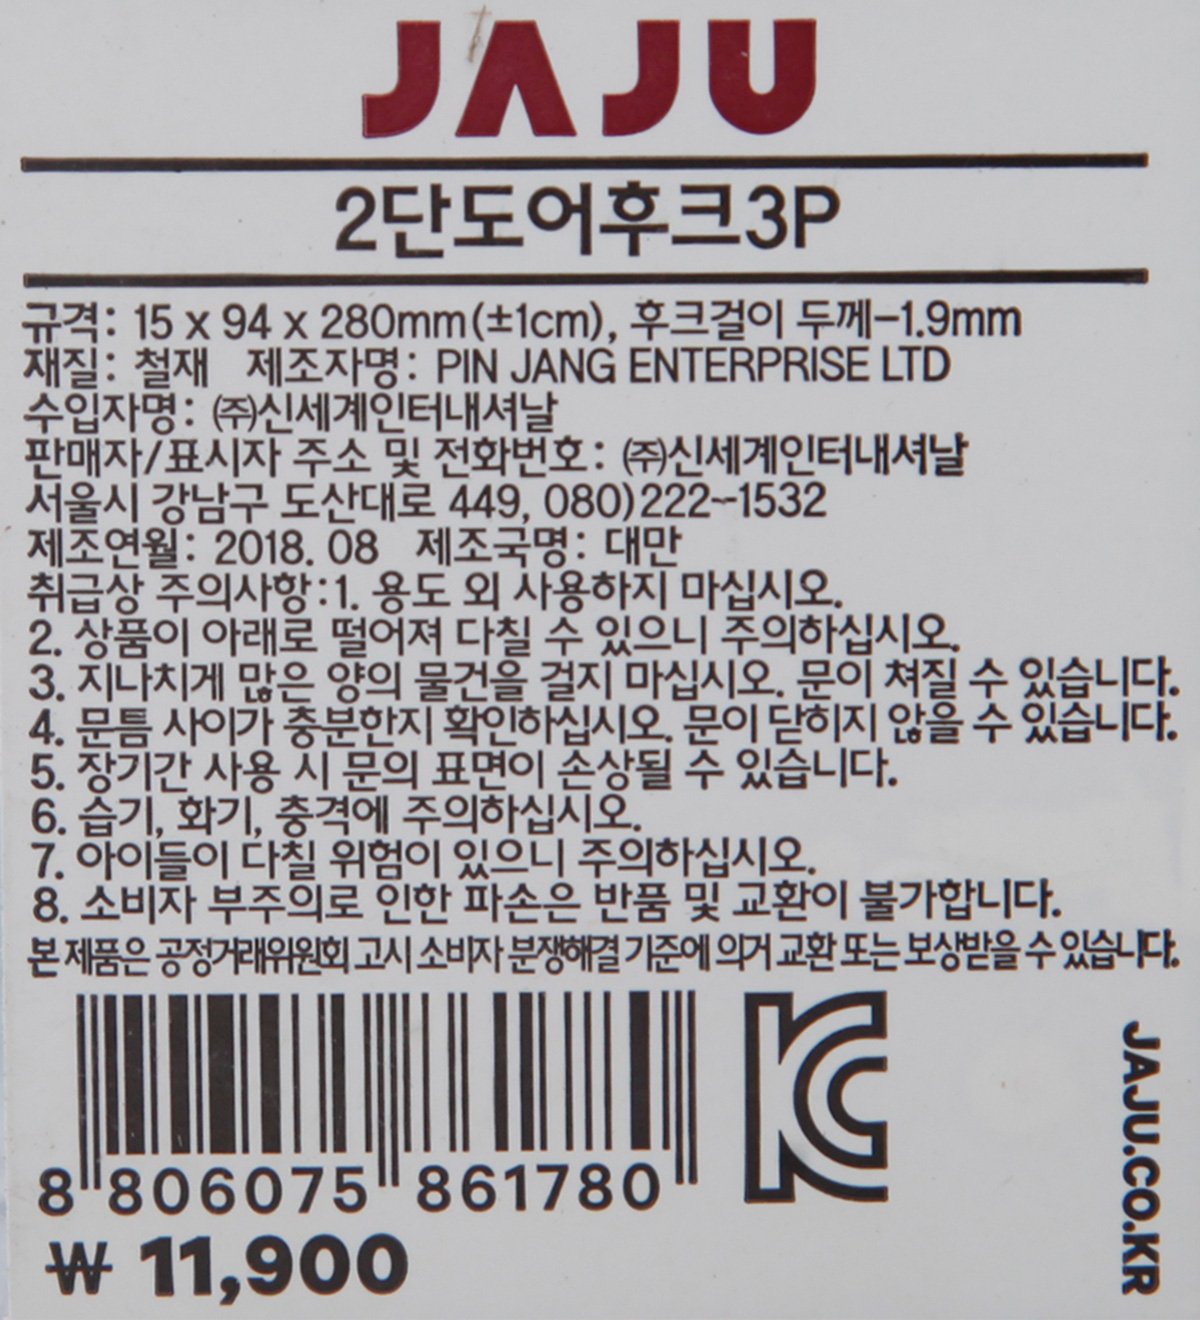 JAJU
2단도어후크3P
규격: 15 x 94 x 280mm(±1cm), 후크걸이 두께-1.9mm
재질: 철재 제조자명: PIN JANG ENTERPRISE LTD
수입자명: ㈜신세계인터내셔날
판매자/표시자 주소 및 전화번호: ㈜신세계인터내셔날
서울시 강남구 도산대로 449, 080)222-1532
제조연월: 2018. 08 제조국명: 대만
취급상 주의사항:1. 용도 외 사용하지 마십시오.
2. 상품이 아래로 떨어져 다칠 수 있으니 주의하십시오.
3. 지나치게 많은 양의 물건을 걸지 마십시오. 문이 쳐질 수 있습니다.
4. 문틈 사이가 충분한지 확인하십시오. 문이 닫히지 않을 수 있습니다.
5. 장기간 사용 시 문의 표면이 손상될 수 있습니다.
6. 습기, 화기, 충격에 주의하십시오.
7. 아이들이 다칠 위험이 있으니 주의하십시오.
8. 소비자 부주의로 인한 파손은 반품 및 교환이 불가합니다.
본 제품은 공정거래위원회 고시 소비자 분쟁해결 기준에 의거 교환 또는 보상받을 수 있습니다.
8 806075 861780
KC
₩ 11,900
JAJU.CO.KR